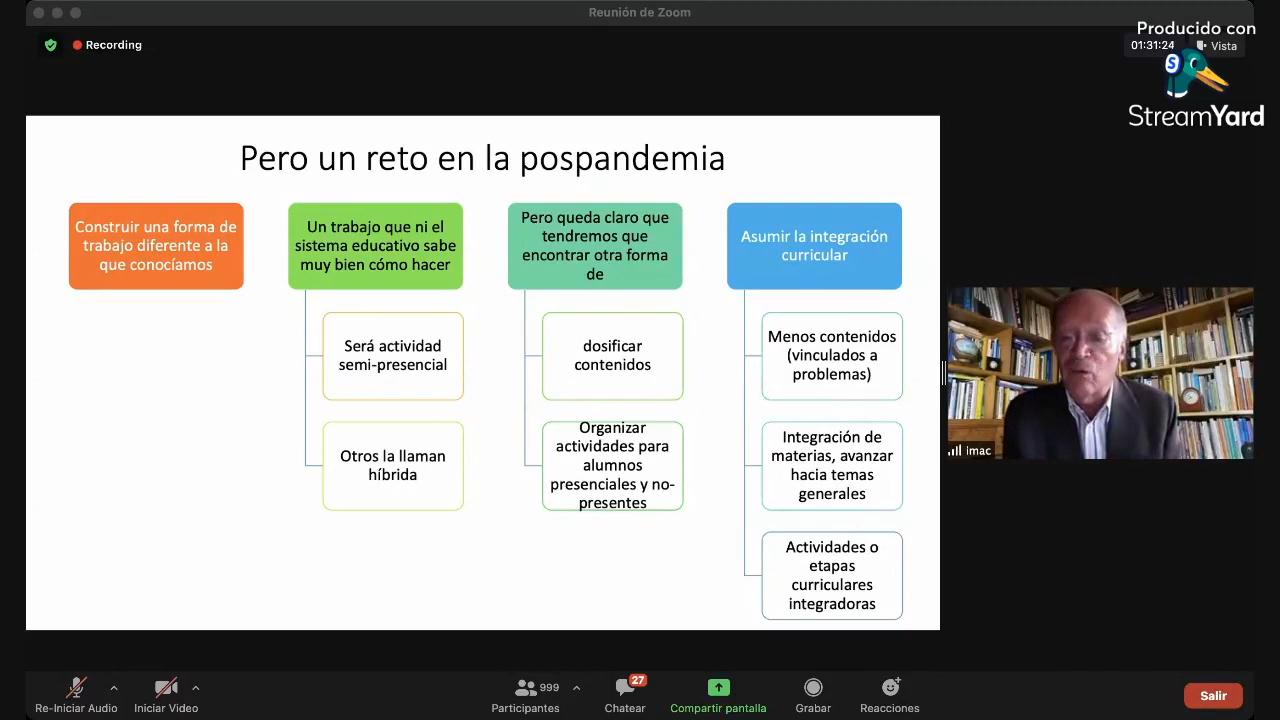 Reunión de Zoom
Producido con
Recording
01:31:24
Vista
S
StreamYard
Pero un reto en la pospandemia
Construir una forma de
trabajo diferente a la
que conocíamos
Un trabajo que ni el
sistema educativo sabe
muy bien cómo hacer
Será actividad
semi-presencial
Otros la llaman
híbrida
Pero queda claro que
tendremos que
encontrar otra forma
de
dosificar
contenidos
Organizar
actividades para
alumnos
presenciales y no-
presentes
Asumir la integración
curricular
Menos contenidos
(vinculados a
problemas)
Integración de
materias, avanzar
hacia temas
generales
Actividades o
etapas
curriculares
integradoras
imac
Re-Iniciar Audio
Iniciar Video
999
Participantes
27
Chatear
Compartir pantalla
Grabar
Reacciones
Salir